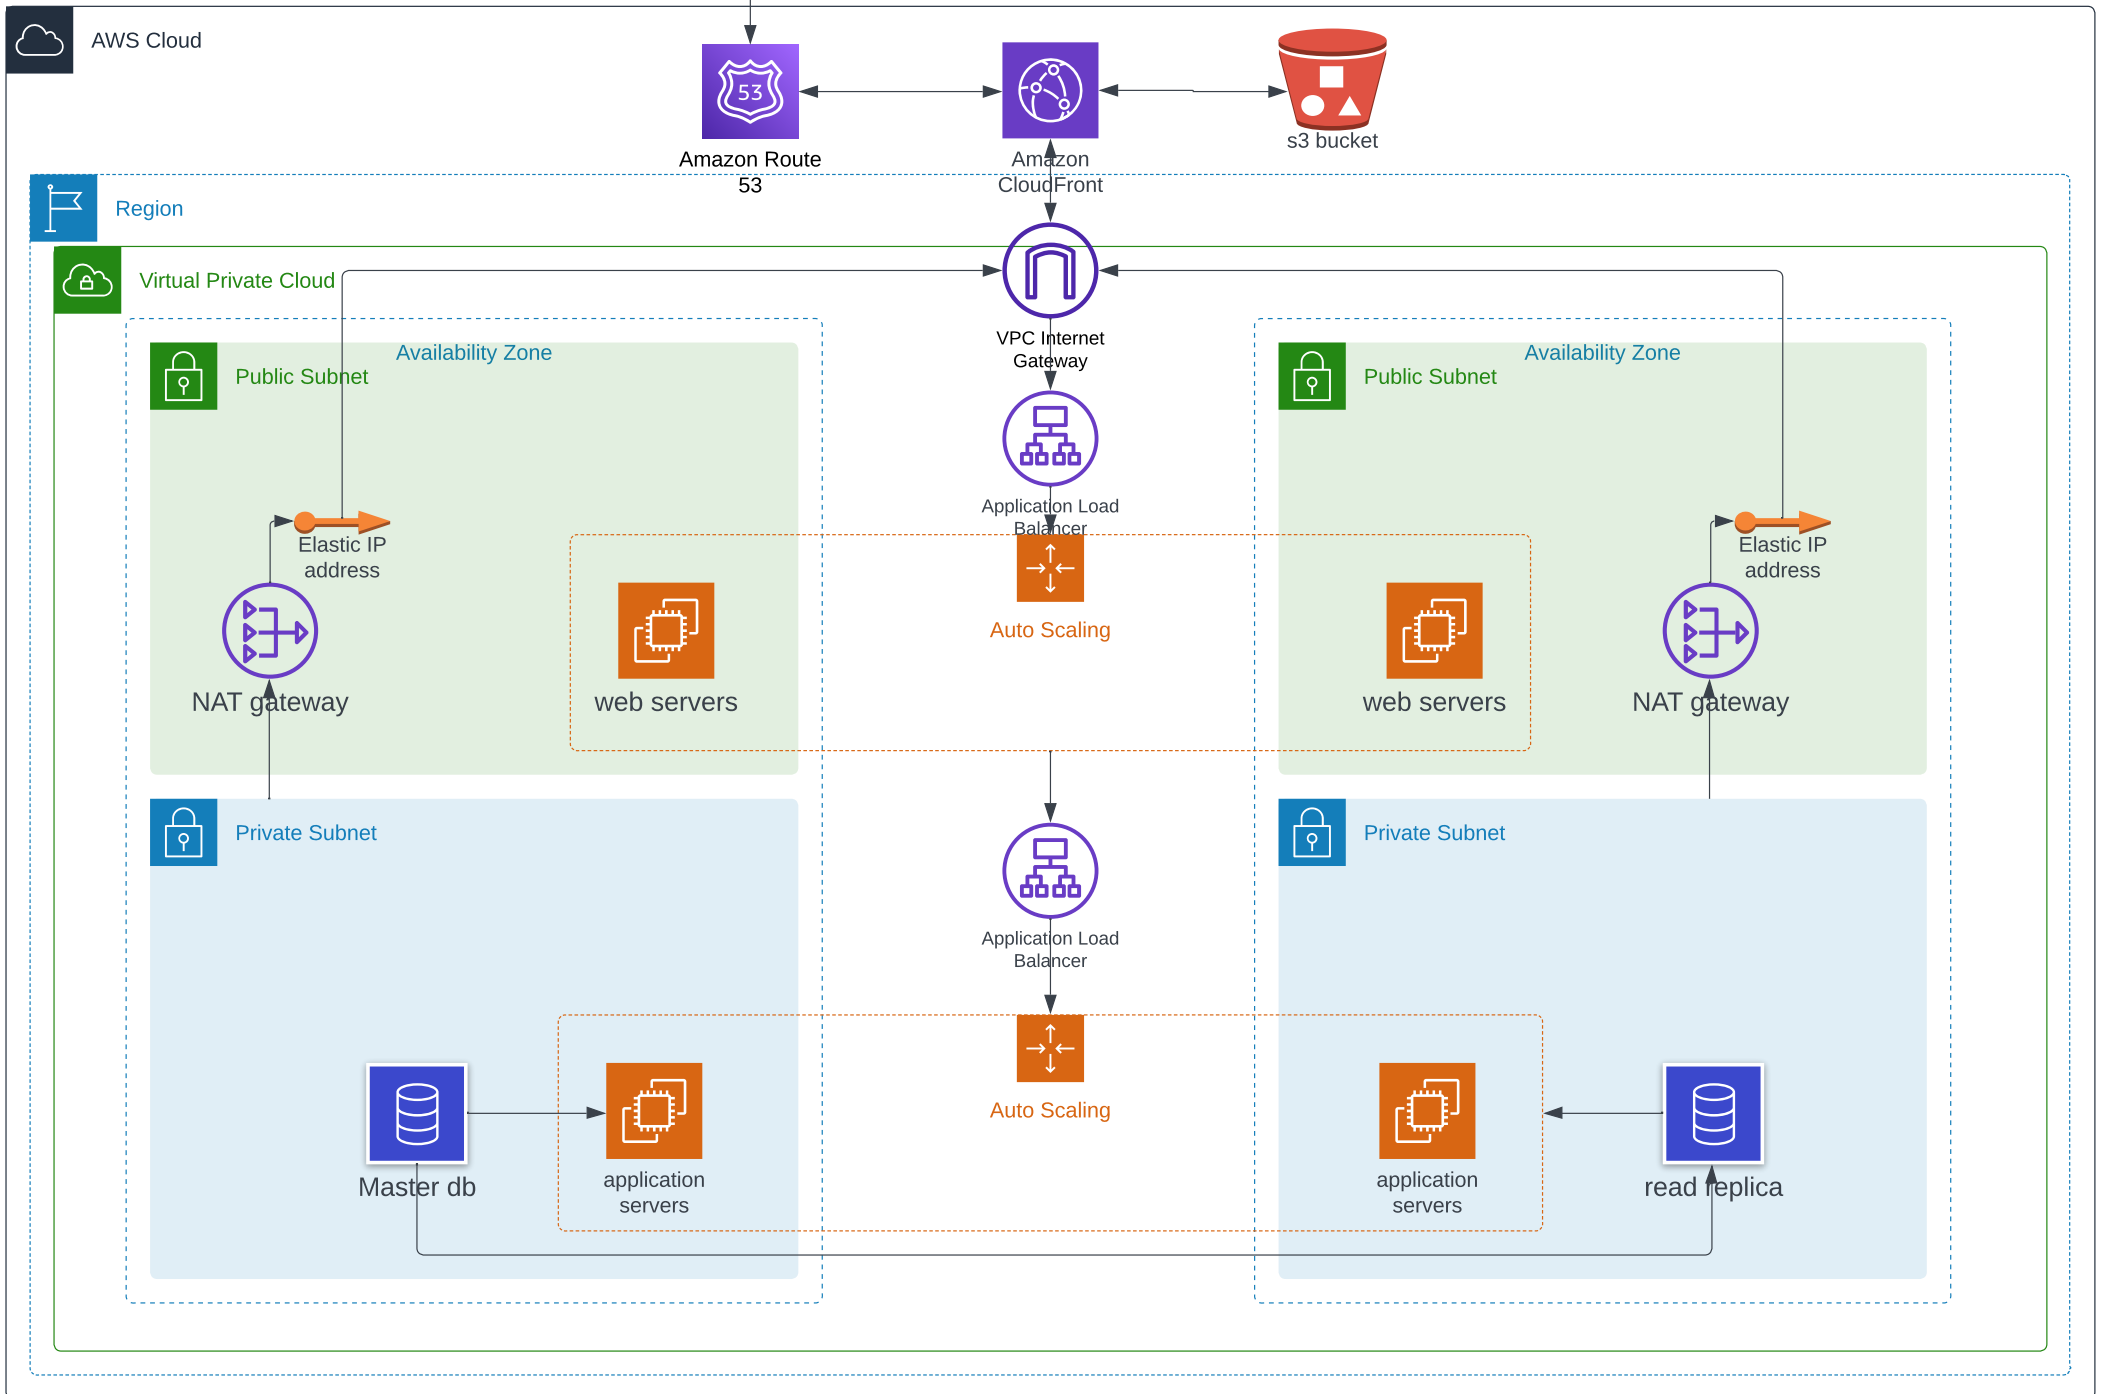 AWS Cloud
53
Amazon Route
53
Amazon
CloudFront
s3 bucket
Region
Virtual Private Cloud
VPC Internet
Gateway
Availability Zone
Public Subnet
Availability Zone
Public Subnet
Application Load
Balancer
Elastic IP
address
Elastic IP
address
Auto Scaling
NAT gateway
web servers
web servers
NAT gateway
Private Subnet
Private Subnet
Application Load
Balancer
Auto Scaling
Master db
application
servers
application
servers
read replica